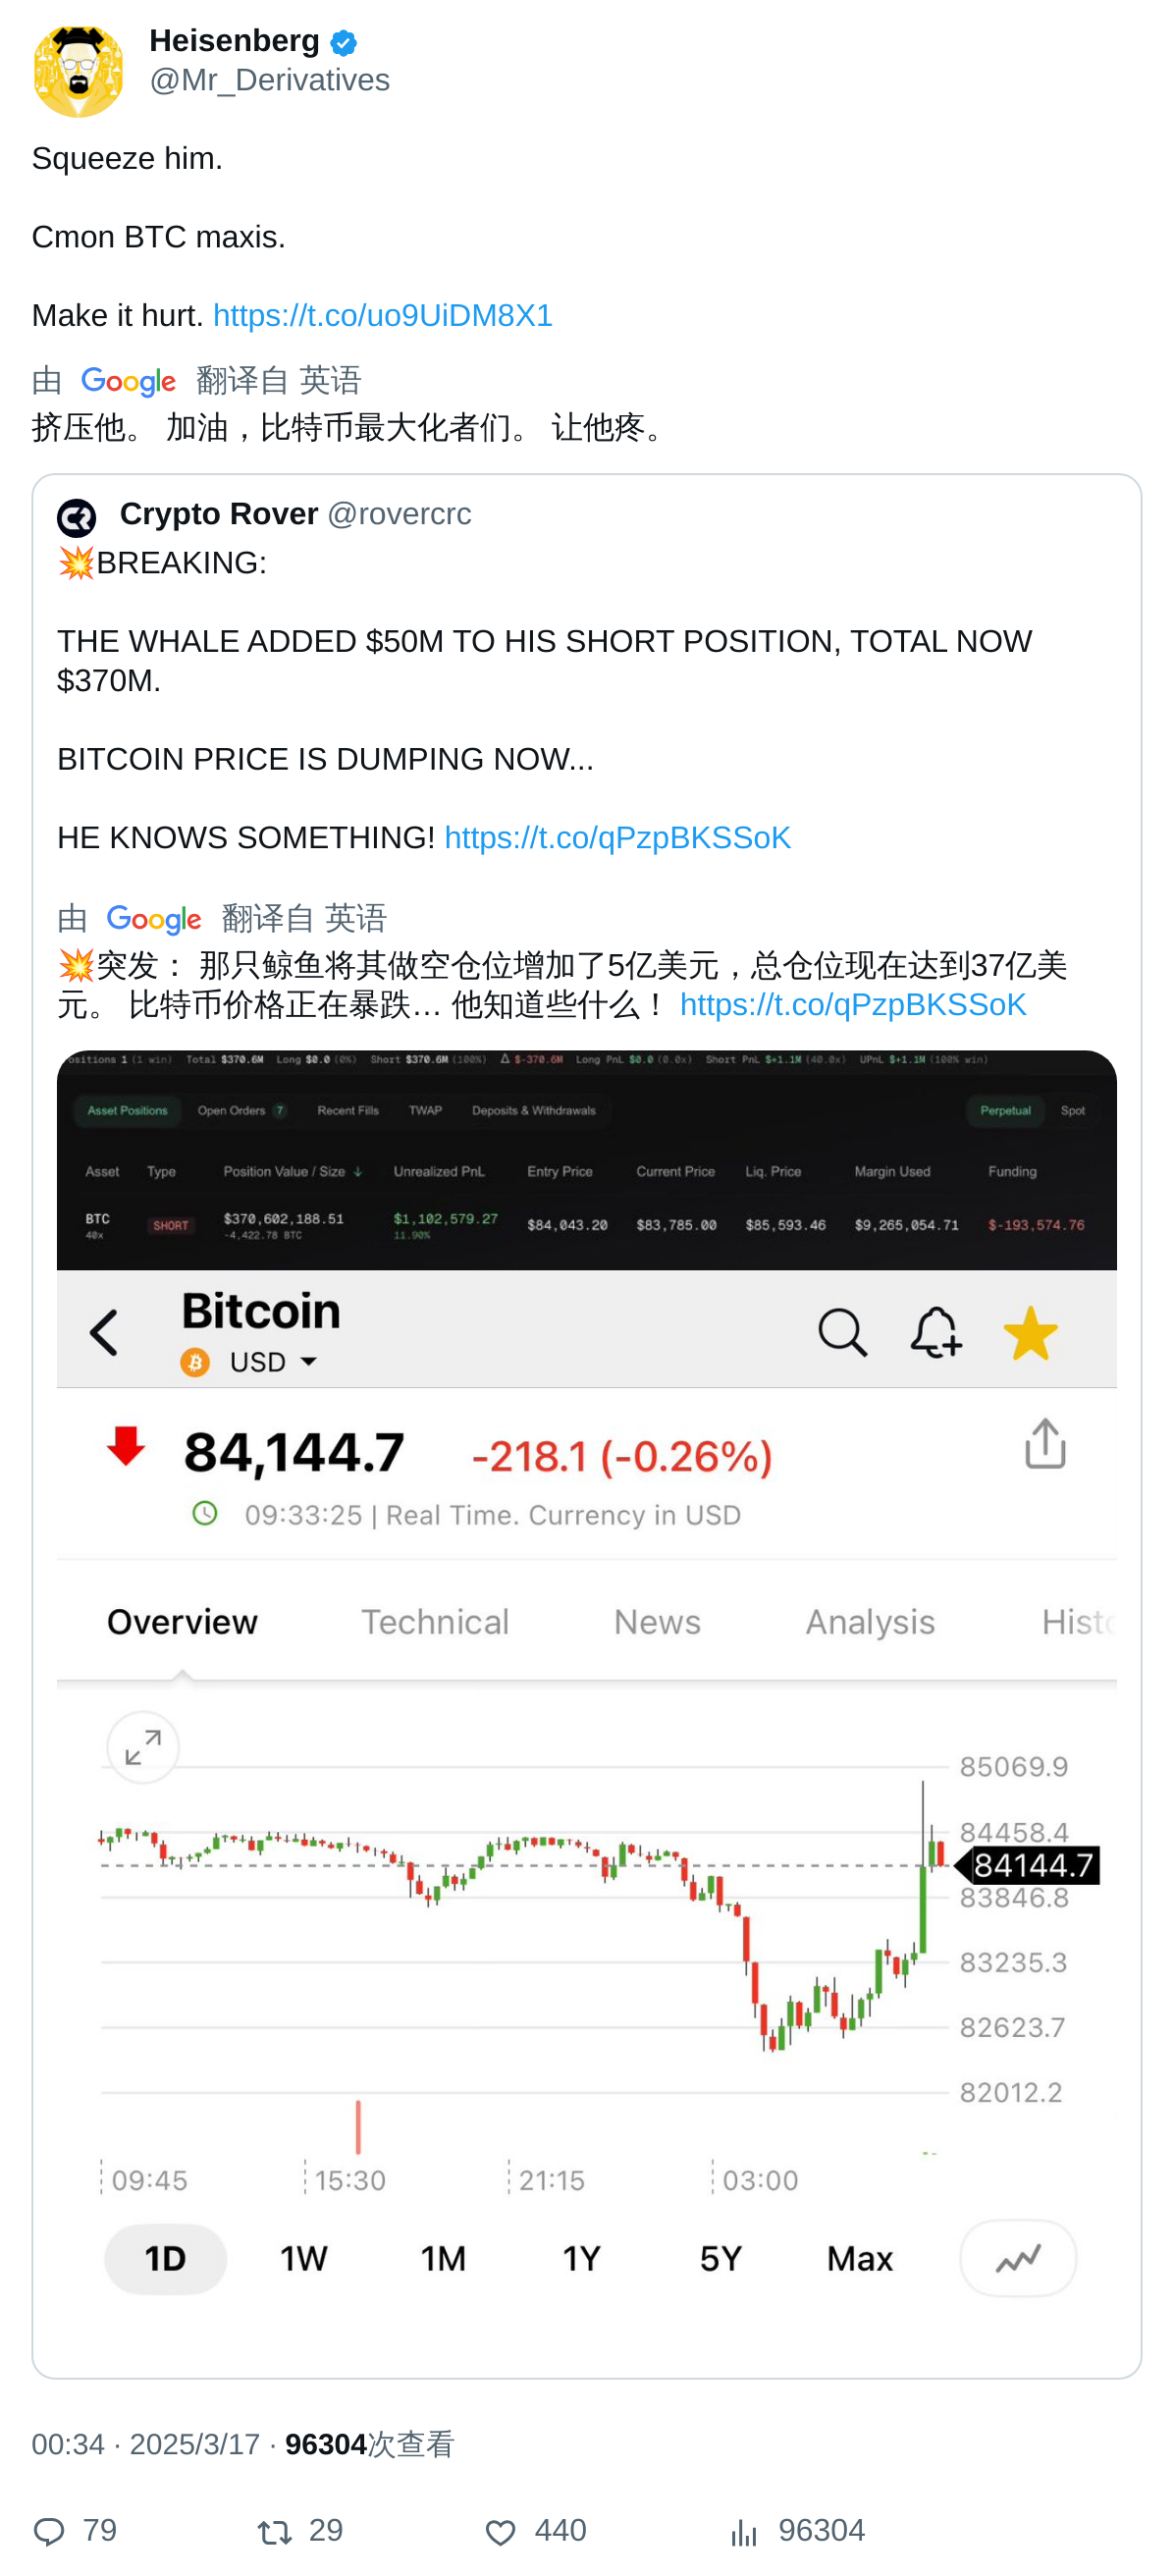 Heisenberg
@Mr_Derivatives
Squeeze him.
Cmon BTC maxis.
Make it hurt. https://t.co/uo9UiDM8X1
由 Google 翻译自 英语
挤压他。 加油，比特币最大化者们。 让他疼。
Crypto Rover @rovercrc
💥BREAKING:
THE WHALE ADDED $50M TO HIS SHORT POSITION, TOTAL NOW
$370M.
BITCOIN PRICE IS DUMPING NOW...
HE KNOWS SOMETHING! https://t.co/qPzpBKSSoK
由 Google 翻译自 英语
💥突发： 那只鲸鱼将其做空仓位增加了5亿美元，总仓位现在达到37亿美
元。 比特币价格正在暴跌… 他知道些什么！ https://t.co/qPzpBKSSoK
ositions 1 (1 win) Total $370.6M Long $0.0 (0%) Short $370.6M (100%) Δ $-370.6M Long PnL $0.0 (0.0x) Short PnL $+1.1M (40.0x) UPnL $+1.1M (100% win)
Asset Positions Open Orders 7 Recent Fills TWAP Deposits & Withdrawals Perpetual Spot
Asset Type Position Value / Size ↓ Unrealized PnL Entry Price Current Price Liq. Price Margin Used Funding
BTC SHORT $370,602,188.51 $1,102,579.27 $84,043.20 $83,785.00 $85,593.46 $9,265,054.71 $-193,574.76
40x -4,422.78 BTC 11.90%
Bitcoin
USD
84,144.7 -218.1 (-0.26%)
09:33:25 | Real Time. Currency in USD
Overview Technical News Analysis Histo
85069.9
84458.4
84144.7
83846.8
83235.3
82623.7
82012.2
09:45 15:30 21:15 03:00
1D 1W 1M 1Y 5Y Max
00:34 · 2025/3/17 · 96304次查看
79 29 440 96304